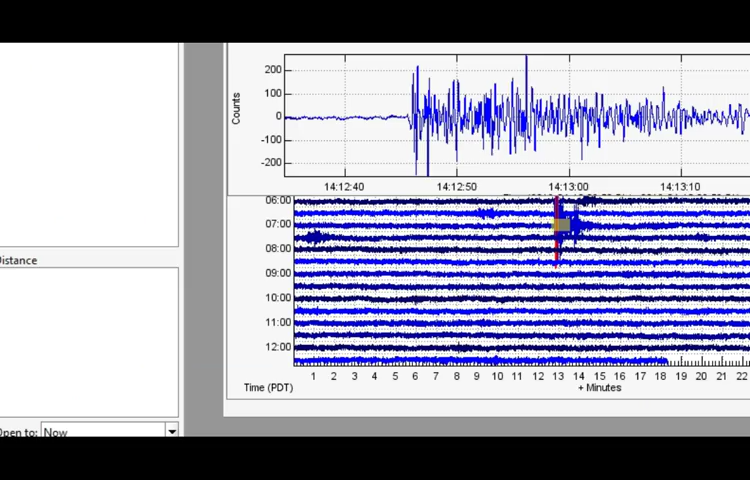 200
100
0
-100
-200
Counts
14:12:40 14:12:50 14:13:00 14:13:10
06:00
07:00
08:00
09:00
10:00
11:00
12:00
1 2 3 4 5 6 7 8 9 10 11 12 13 14 15 16 17 18 19 20 21 22
Time (PDT) + Minutes
istance
Open to: Now